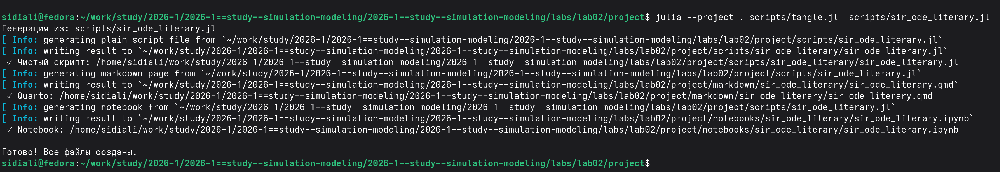 sidiali@fedora:~/work/study/2026-1/2026-1==study--simulation-modeling/2026-1--study--simulation-modeling/labs/lab02/project$ julia --project=. scripts/tangle.jl  scripts/sir_ode_literary.jl
Генерация из: scripts/sir_ode_literary.jl
[ Info: generating plain script file from `~/work/study/2026-1/2026-1==study--simulation-modeling/2026-1--study--simulation-modeling/labs/lab02/project/scripts/sir_ode_literary.jl`
[ Info: writing result to `~/work/study/2026-1/2026-1==study--simulation-modeling/2026-1--study--simulation-modeling/labs/lab02/project/scripts/sir_ode_literary/sir_ode_literary.jl`
 ✓ Чистый скрипт: /home/sidiali/work/study/2026-1/2026-1==study--simulation-modeling/2026-1--study--simulation-modeling/labs/lab02/project/scripts/sir_ode_literary/sir_ode_literary.jl
[ Info: generating markdown page from `~/work/study/2026-1/2026-1==study--simulation-modeling/2026-1--study--simulation-modeling/labs/lab02/project/scripts/sir_ode_literary.jl`
[ Info: writing result to `~/work/study/2026-1/2026-1==study--simulation-modeling/2026-1--study--simulation-modeling/labs/lab02/project/markdown/sir_ode_literary/sir_ode_literary.qmd`
 ✓ Quarto: /home/sidiali/work/study/2026-1/2026-1==study--simulation-modeling/2026-1--study--simulation-modeling/labs/lab02/project/markdown/sir_ode_literary/sir_ode_literary.qmd
[ Info: generating notebook from `~/work/study/2026-1/2026-1==study--simulation-modeling/2026-1--study--simulation-modeling/labs/lab02/project/scripts/sir_ode_literary.jl`
[ Info: writing result to `~/work/study/2026-1/2026-1==study--simulation-modeling/2026-1--study--simulation-modeling/labs/lab02/project/notebooks/sir_ode_literary/sir_ode_literary.ipynb`
 ✓ Notebook: /home/sidiali/work/study/2026-1/2026-1==study--simulation-modeling/2026-1--study--simulation-modeling/labs/lab02/project/notebooks/sir_ode_literary/sir_ode_literary.ipynb

Готово! Все файлы созданы.
sidiali@fedora:~/work/study/2026-1/2026-1==study--simulation-modeling/2026-1--study--simulation-modeling/labs/lab02/project$